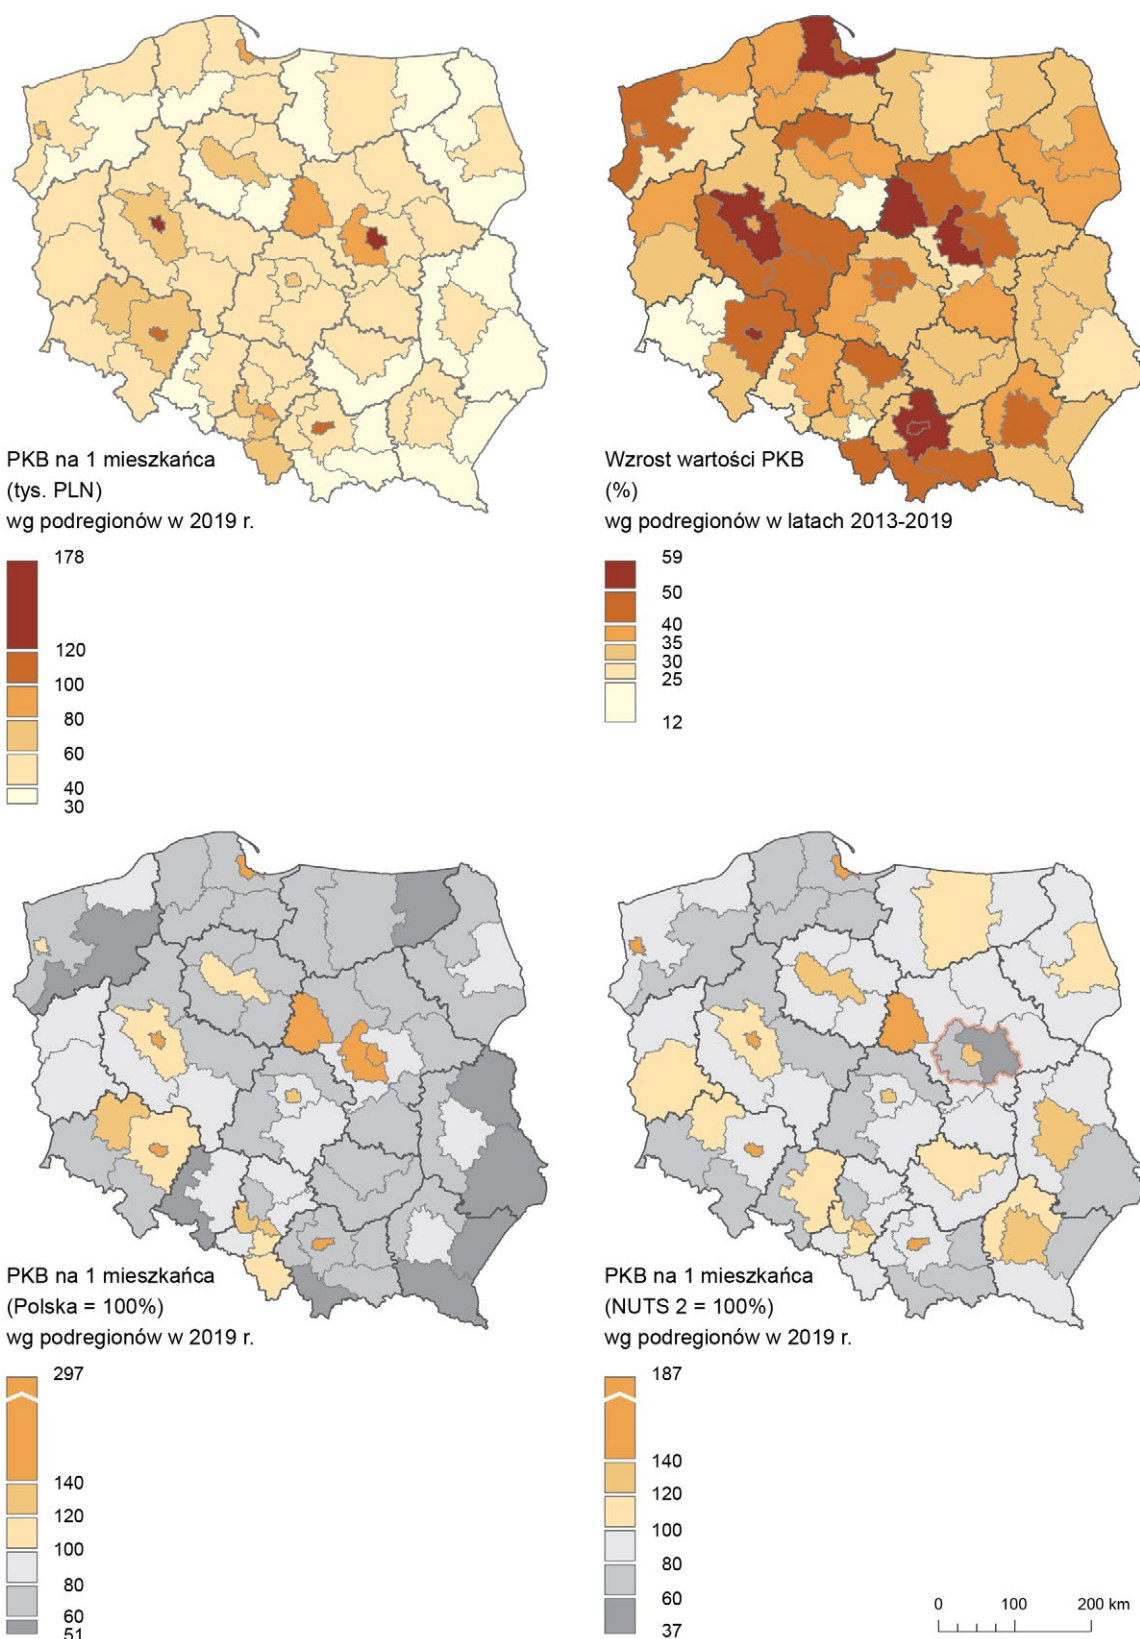 PKB na 1 mieszkańca
(tys. PLN)
wg podregionów w 2019 r.
178
120
100
80
60
40
30
Wzrost wartości PKB
(%)
wg podregionów w latach 2013-2019
59
50
40
35
30
25
12
PKB na 1 mieszkańca
(Polska = 100%)
wg podregionów w 2019 r.
297
140
120
100
80
60
51
PKB na 1 mieszkańca
(NUTS 2 = 100%)
wg podregionów w 2019 r.
187
140
120
100
80
60
37
0 100 200 km